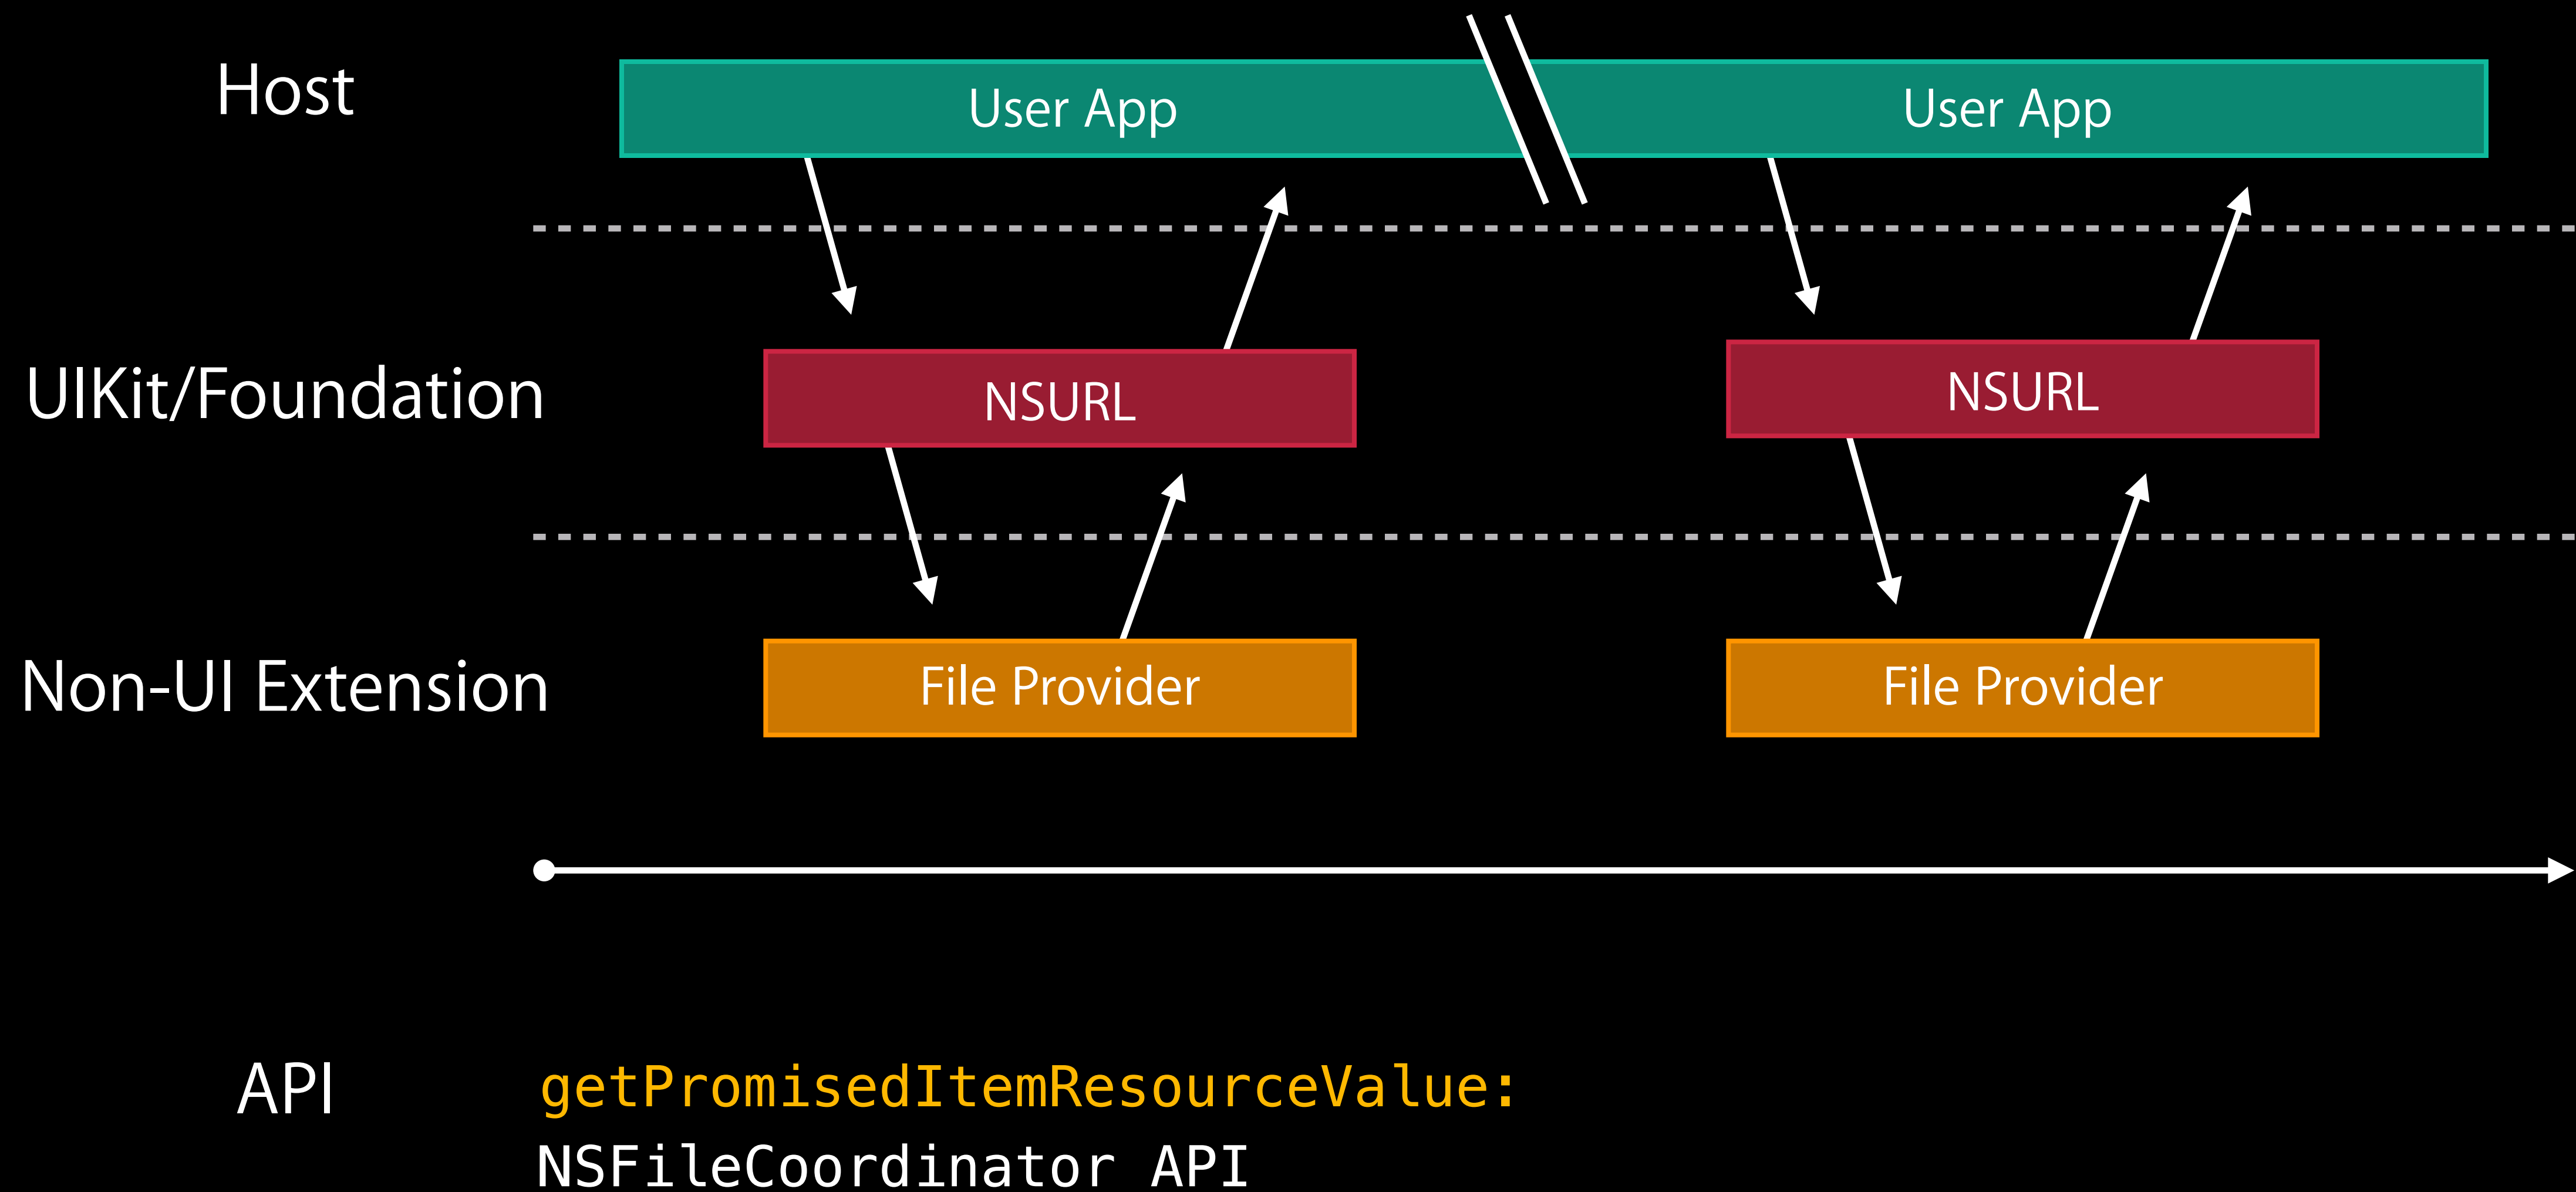 Host
User App
User App
UIKit/Foundation
NSURL
NSURL
Non-UI Extension
File Provider
File Provider
API
getPromisedItemResourceValue:
NSFileCoordinator API